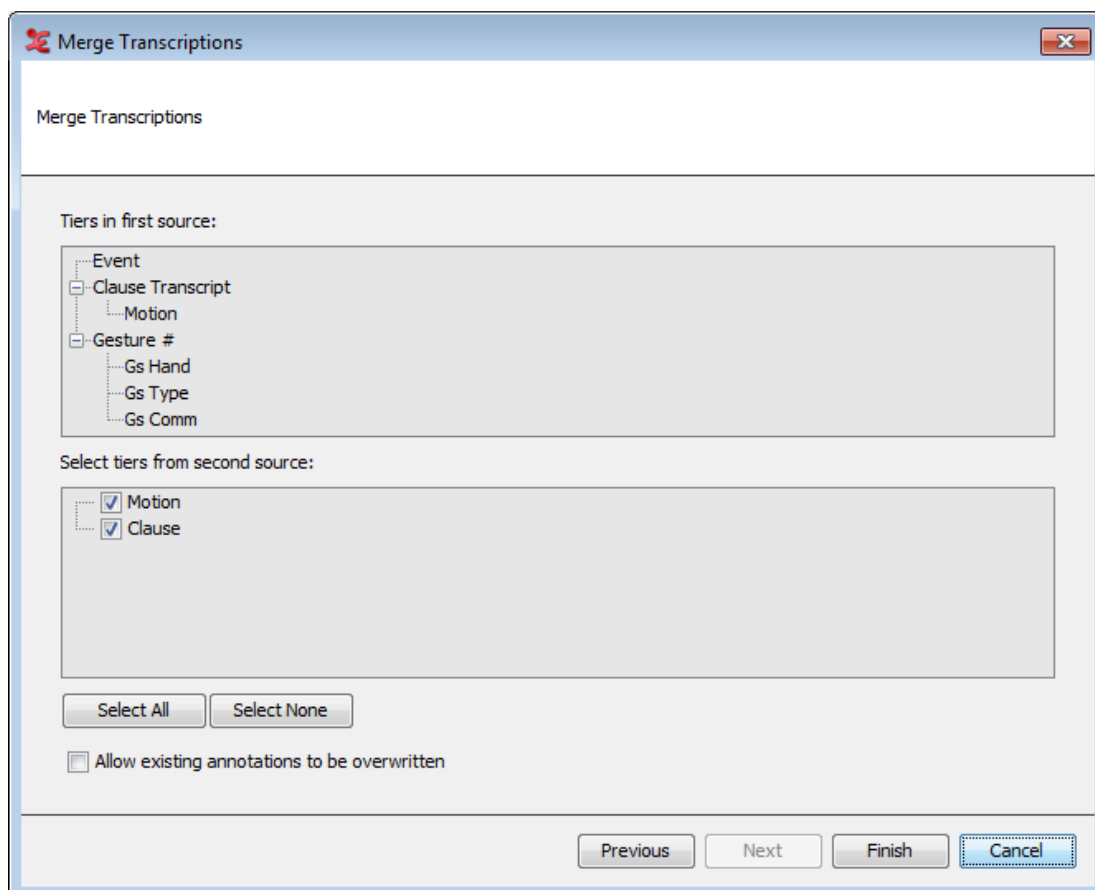 Merge Transcriptions
Merge Transcriptions
Tiers in first source:
Event
Clause Transcript
Motion
Gesture #
Gs Hand
Gs Type
Gs Comm
Select tiers from second source:
Motion
Clause
Select All Select None
Allow existing annotations to be overwritten
Previous Next Finish Cancel